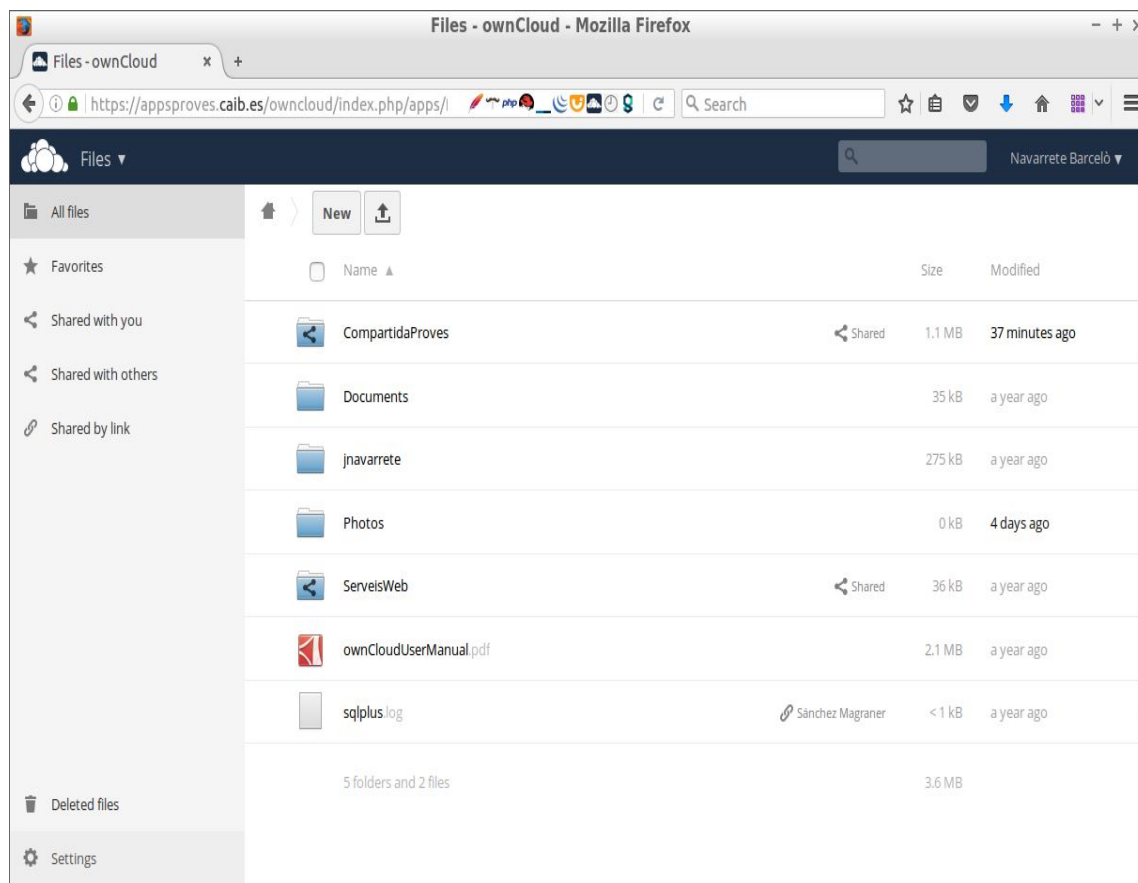 Files - ownCloud - Mozilla Firefox
Files - ownCloud
https://appsproves.caib.es/owncloud/index.php/apps/
php
Search
Files ▾
Navarrete Barcelò ▾
All files
Favorites
Shared with you
Shared with others
Shared by link
Deleted files
Settings
New
Name ▲ Size Modified
CompartidaProves Shared 1.1 MB 37 minutes ago
Documents 35 kB a year ago
jnavarrete 275 kB a year ago
Photos 0 kB 4 days ago
ServeisWeb Shared 36 kB a year ago
ownCloudUserManual.pdf 2.1 MB a year ago
sqlplus.log Sánchez Magraner < 1 kB a year ago
5 folders and 2 files 3.6 MB